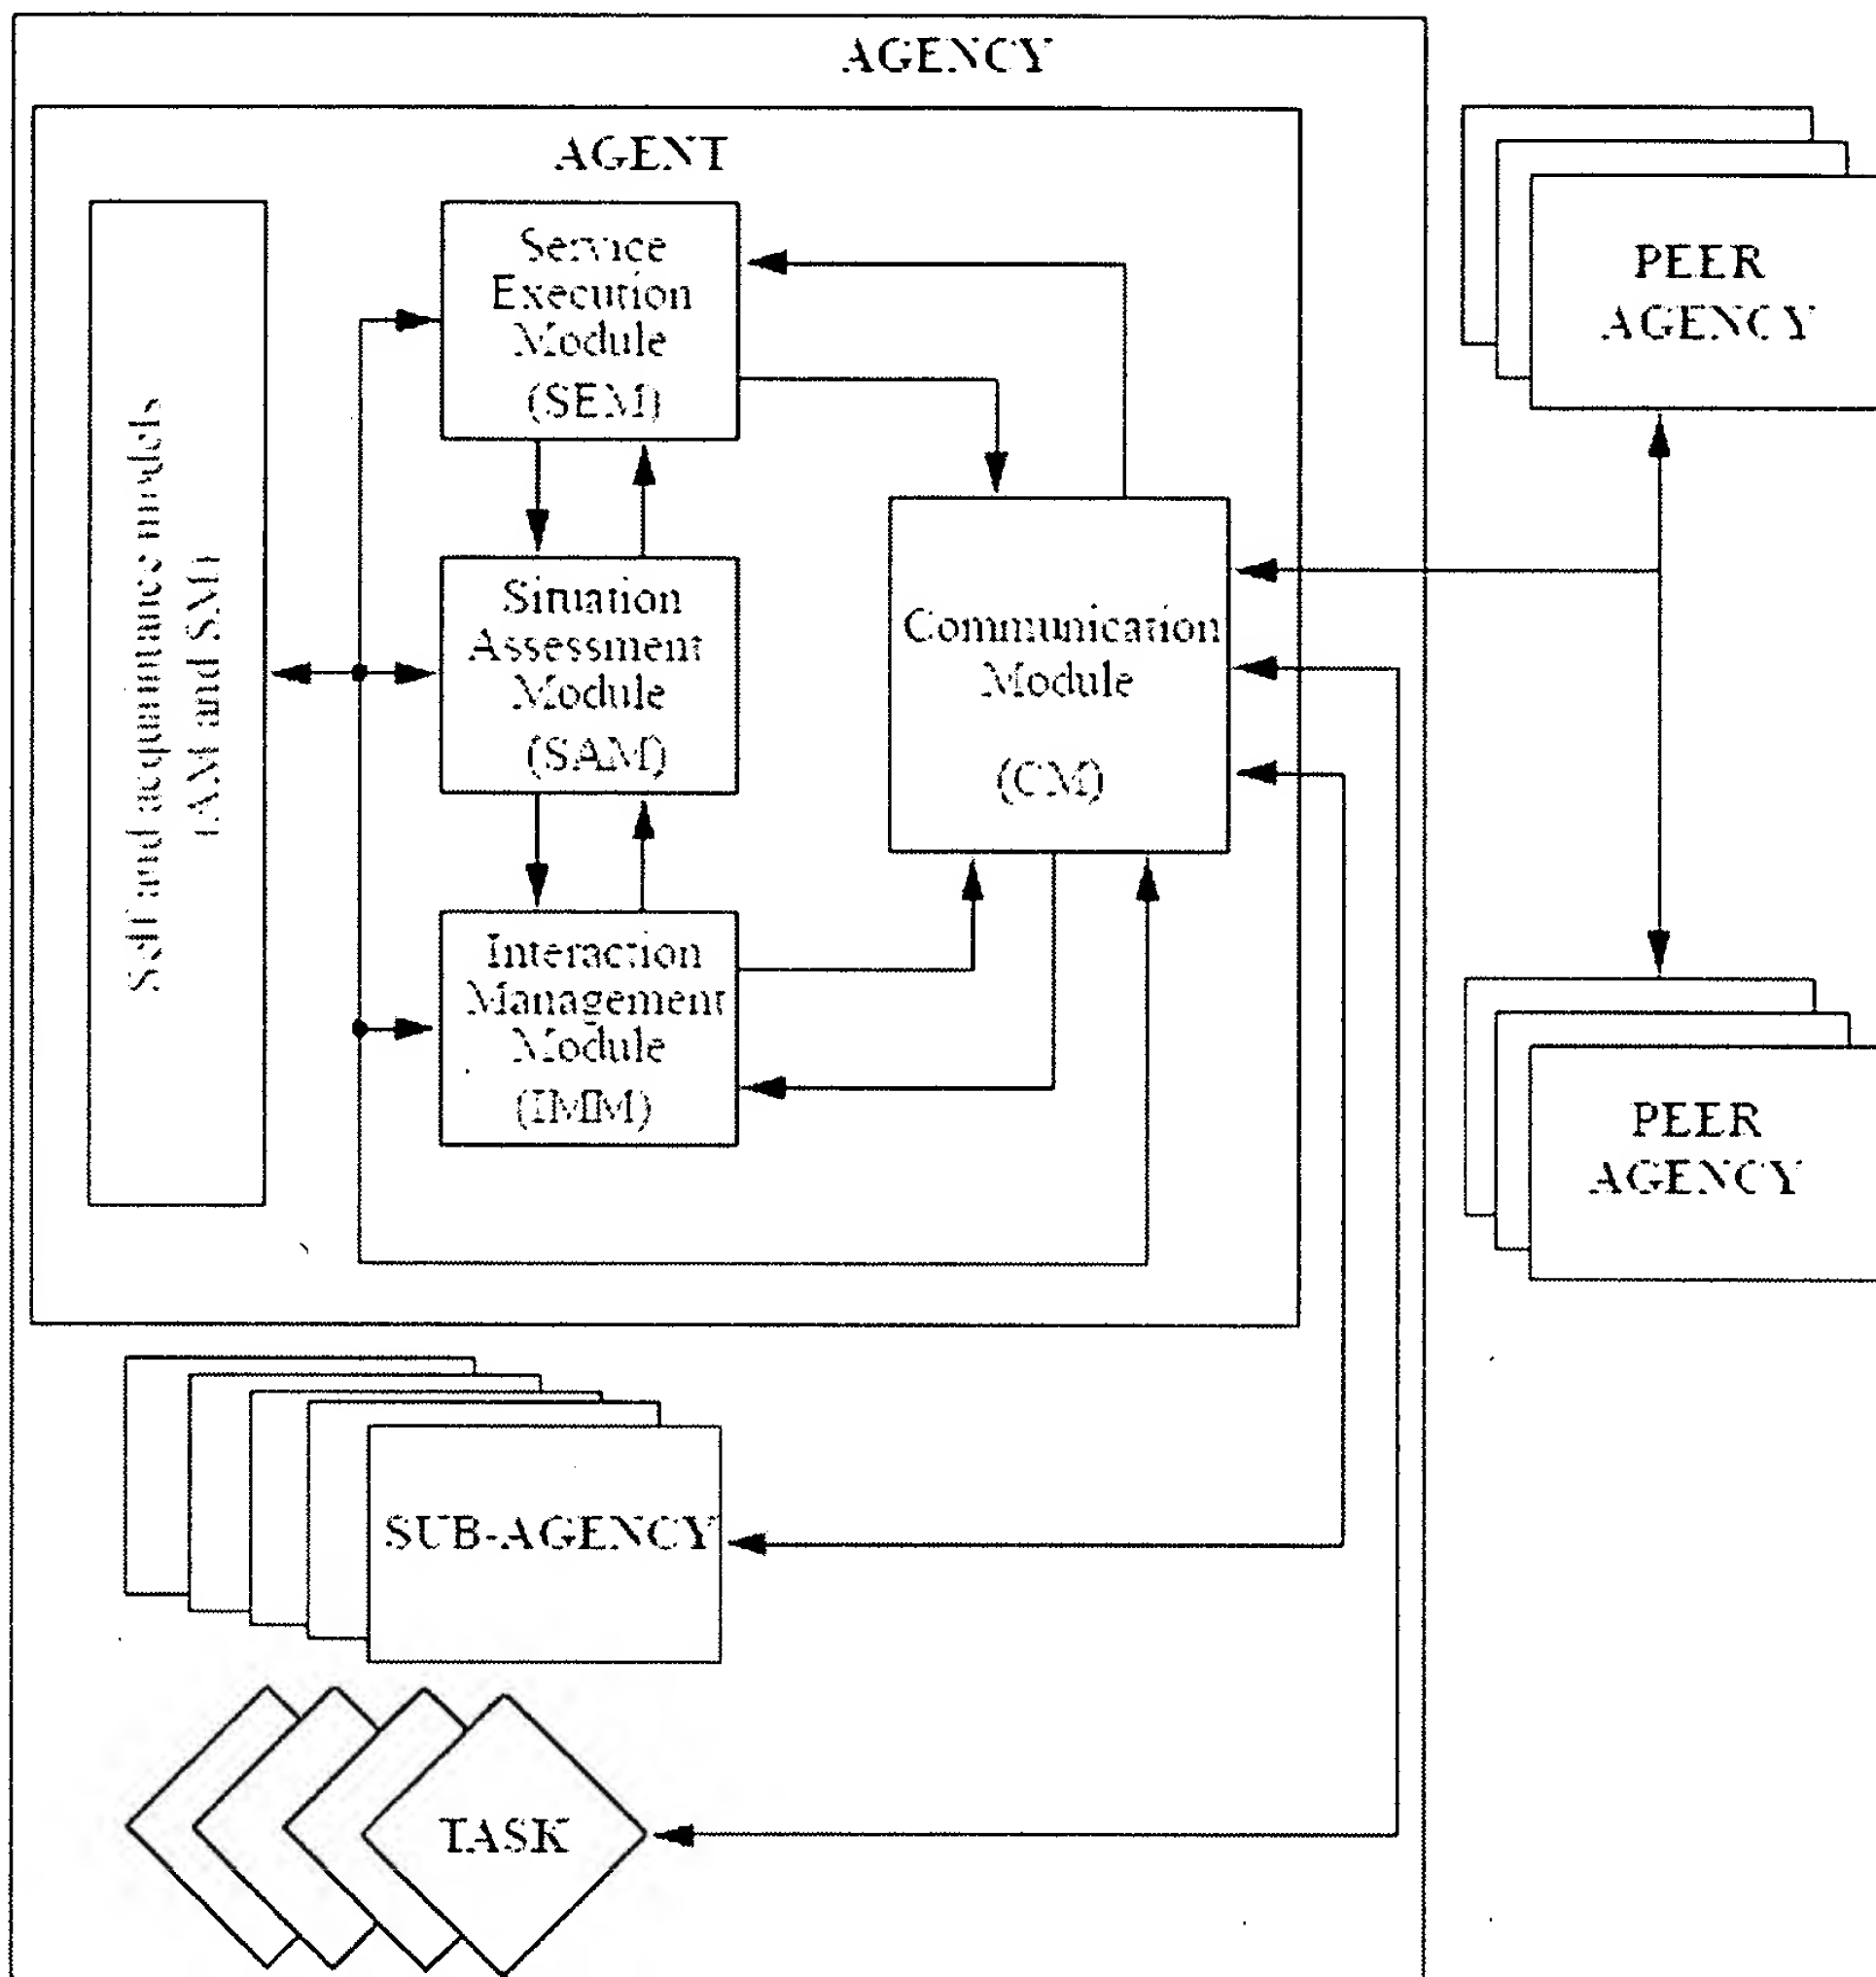 AGENCY
AGENT
Service
Execution
Module
(SEM)
Situation
Assessment
Module
(SAM)
Interaction
Management
Module
(IMM)
Self and acquaintance models
(AM and SM)
Communication
Module
(CM)
PEER
AGENCY
PEER
AGENCY
SUB-AGENCY
TASK